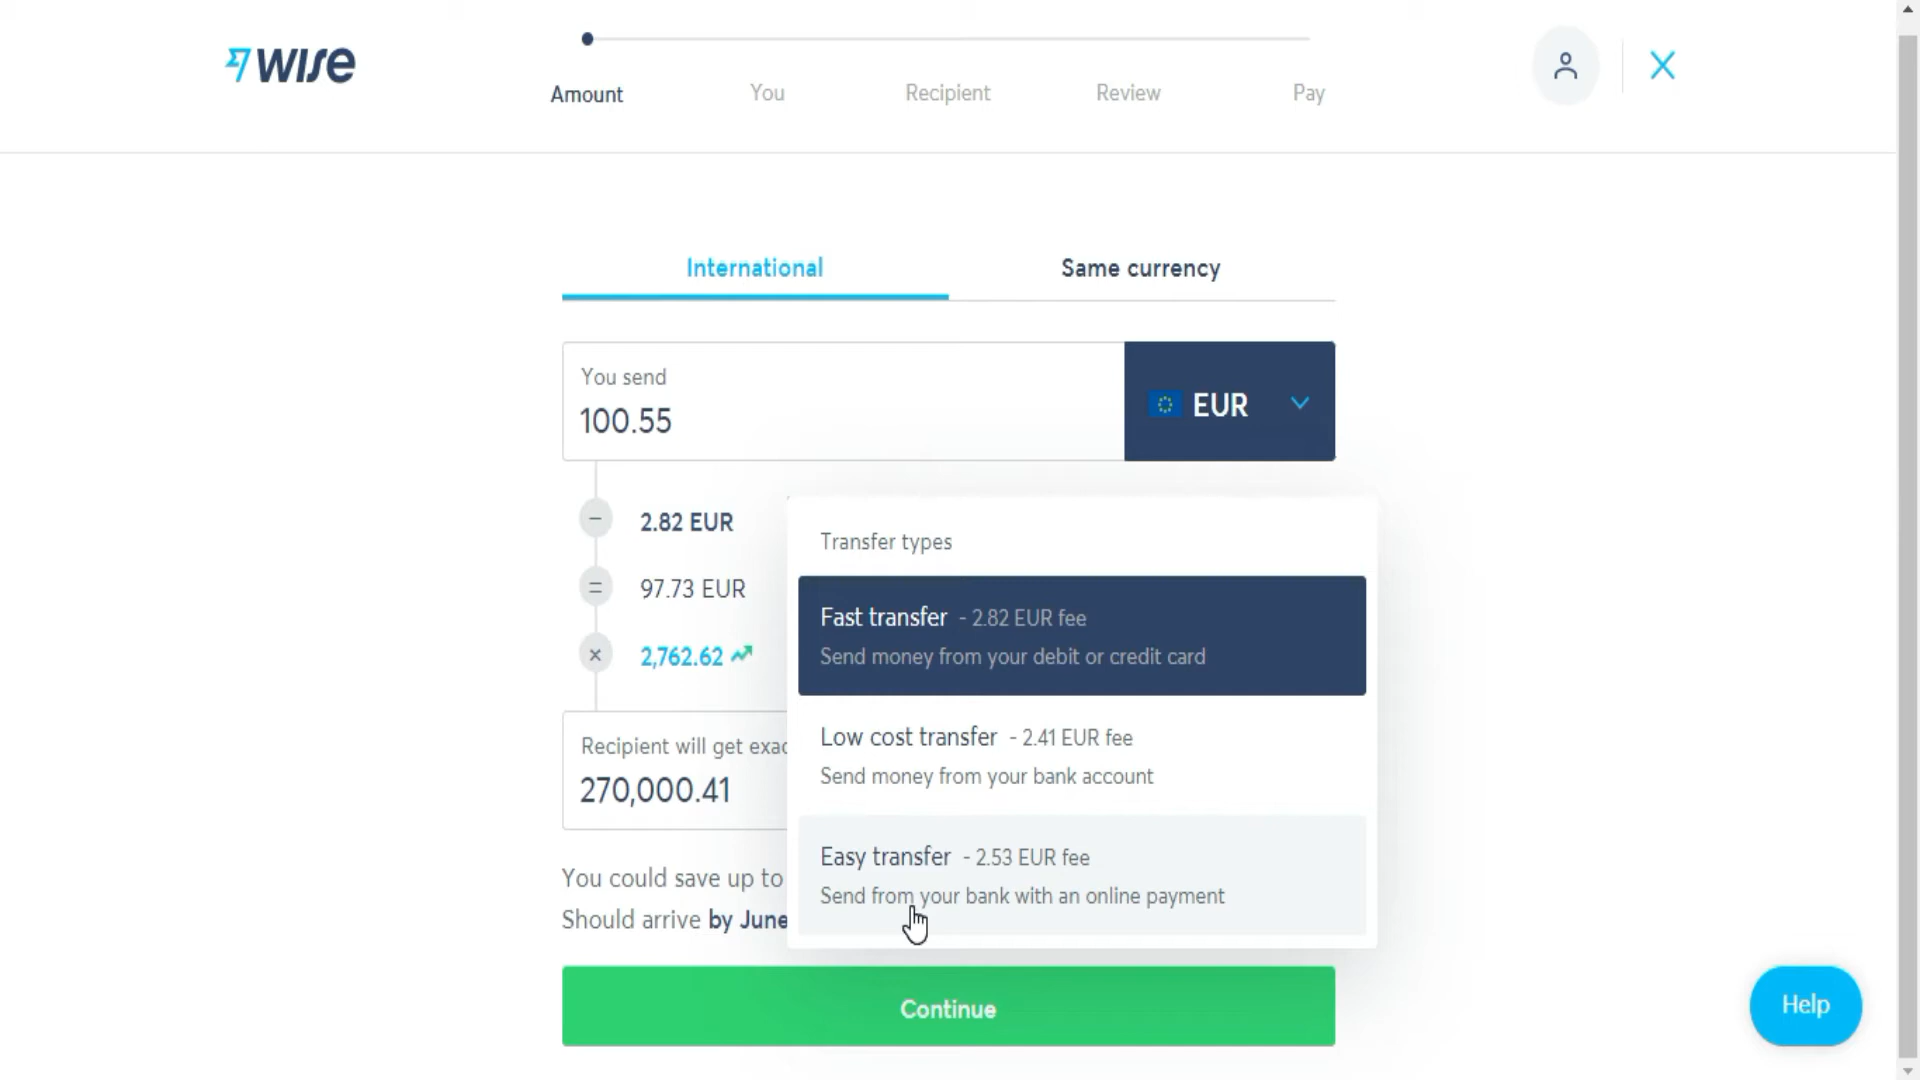 wise
Amount
You
Recipient
Review
Pay
International
Same currency
You send
100.55
EUR
2.82 EUR
97.73 EUR
2,762.62
Transfer types
Fast transfer - 2.82 EUR fee
Send money from your debit or credit card
Low cost transfer - 2.41 EUR fee
Send money from your bank account
Easy transfer - 2.53 EUR fee
Send from your bank with an online payment
Recipient will get
270,000.41
You could save up to
Should arrive by June
Continue
Help